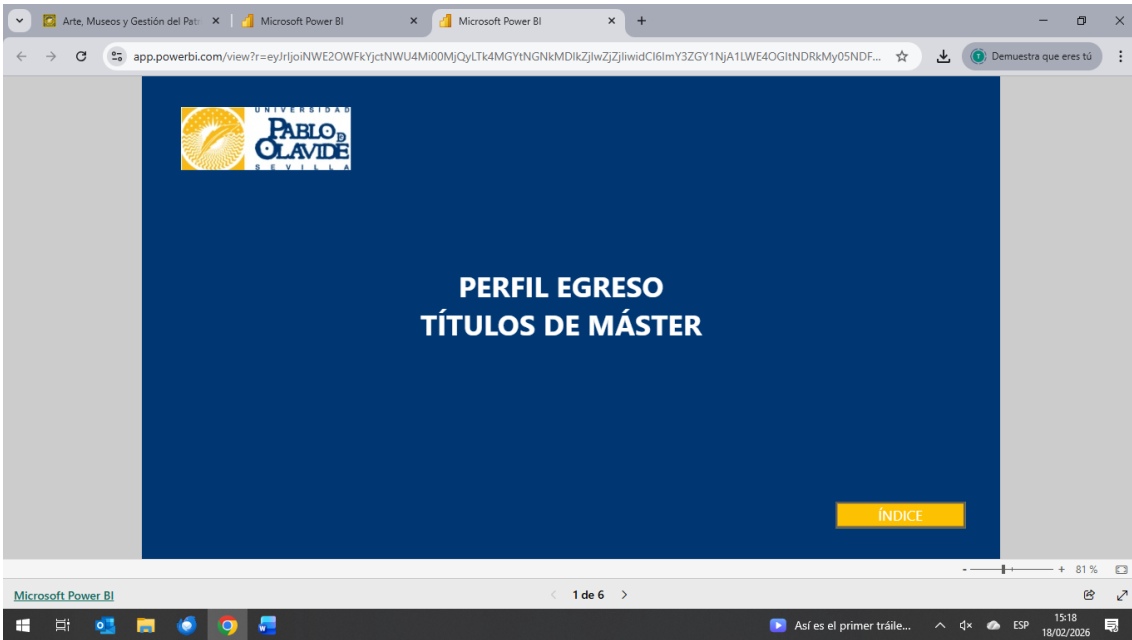 Arte, Museos y Gestión del Pat
Microsoft Power BI
Microsoft Power BI
app.powerbi.com/view?r=eyJrIjoiNWE2OWFkYjctNWU4Mi00MjQyLTk4MGYtNGNkMDlkZjIwZjZjIiwidCI6ImY3ZGY1NjA1LWE4OGItNDRkMy05NDF...
Demuestra que eres tú
UNIVERSIDAD
PABLO DE
OLAVIDE
SEVILLA
PERFIL EGRESO
TÍTULOS DE MÁSTER
ÍNDICE
- + 81 %
Microsoft Power BI
< 1 de 6 >
Así es el primer tráile...
ESP
15:18
18/02/2026